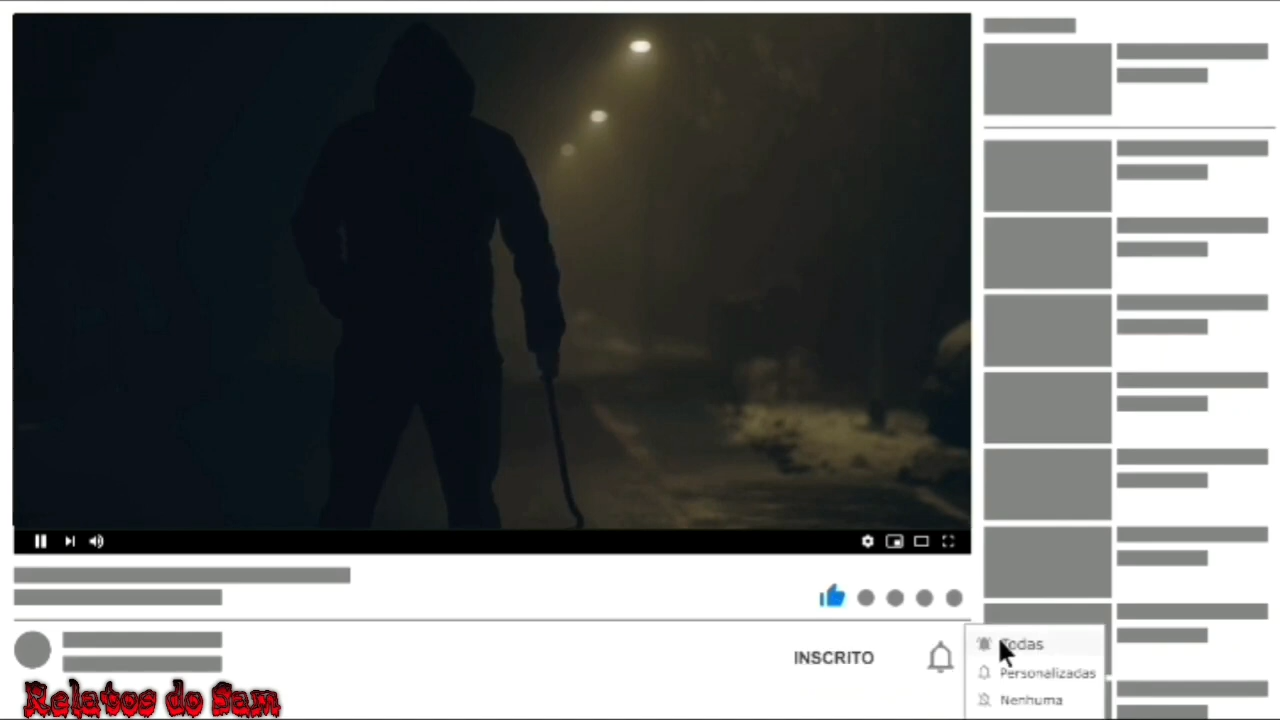 INSCRITO
Todas
Personalizadas
Nenhuma
Relatos do Sam